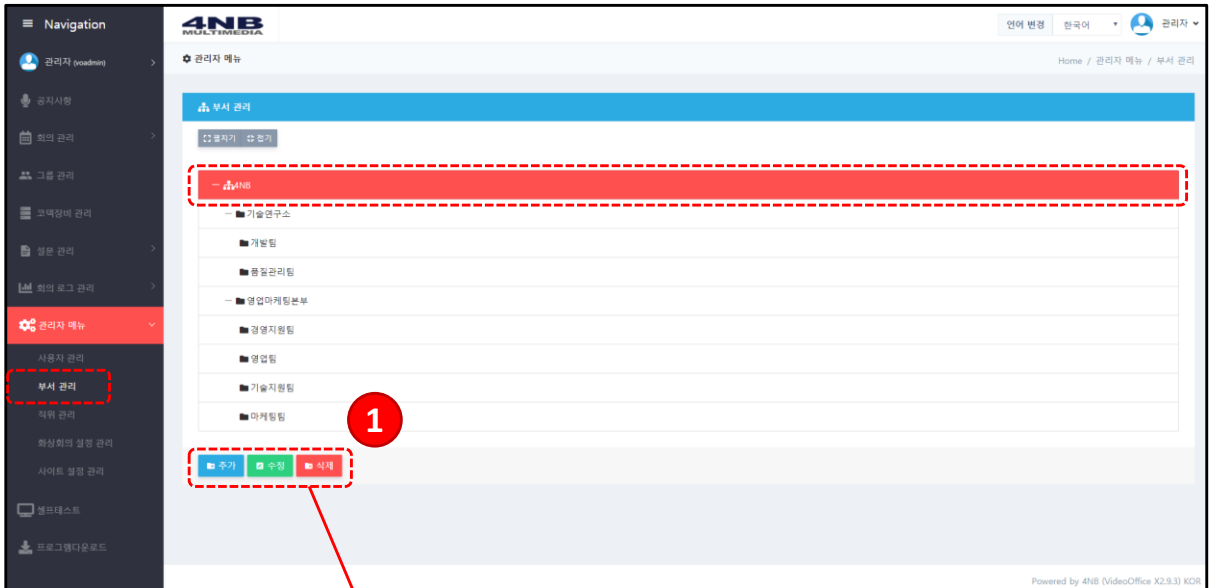 Navigation
4NB
MULTIMEDIA
언어 변경 한국어 관리자
관리자 (voadmin)
관리자 메뉴
Home / 관리자 메뉴 / 부서 관리
공지사항
회의 관리
그룹 관리
코덱장비 관리
설문 관리
회의 로그 관리
관리자 메뉴
사용자 관리
부서 관리
직위 관리
화상회의 설정 관리
사이트 설정 관리
셀프테스트
프로그램다운로드
부서 관리
펼치기 접기
4NB
기술연구소
개발팀
품질관리팀
영업마케팅본부
경영지원팀
영업팀
기술지원팀
마케팅팀
1
추가 수정 삭제
Powered by 4NB (VideoOffice X2.9.3) KOR